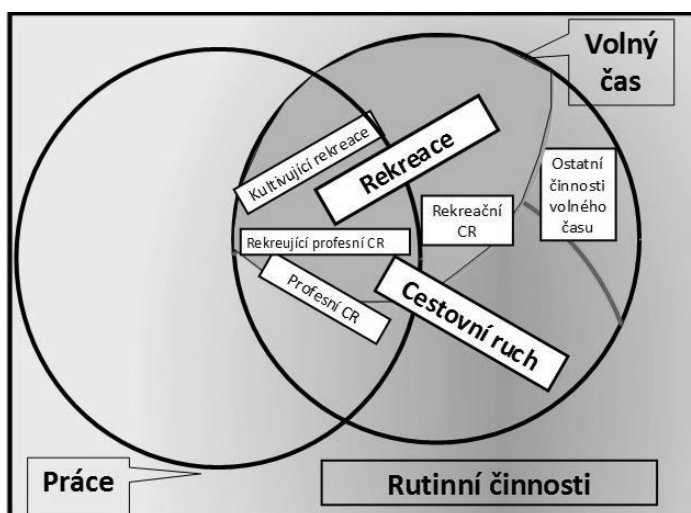 Volný
čas
Kultivující rekreace
Rekreace
Ostatní
činnosti
volného
času
Rekreační
CR
Rekreující profesní CR
Profesní CR
Cestovní ruch
Práce
Rutinní činnosti